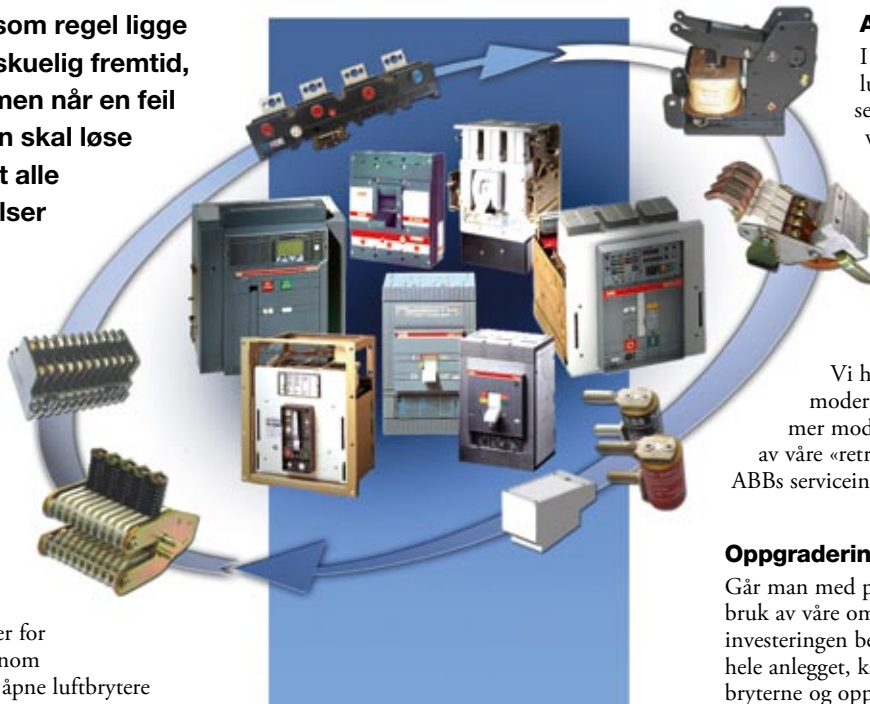 som regel ligge
skuelig fremtid,
men når en feil
n skal løse
t alle
lser
er for
nom
åpne luftbrytere
A
I
lu
se
v
Vi h
moder
mer mod
av våre «retr
ABBs servicein
Oppgraderin
Går man med p
bruk av våre om
investeringen be
hele anlegget, k
bryterne og opp